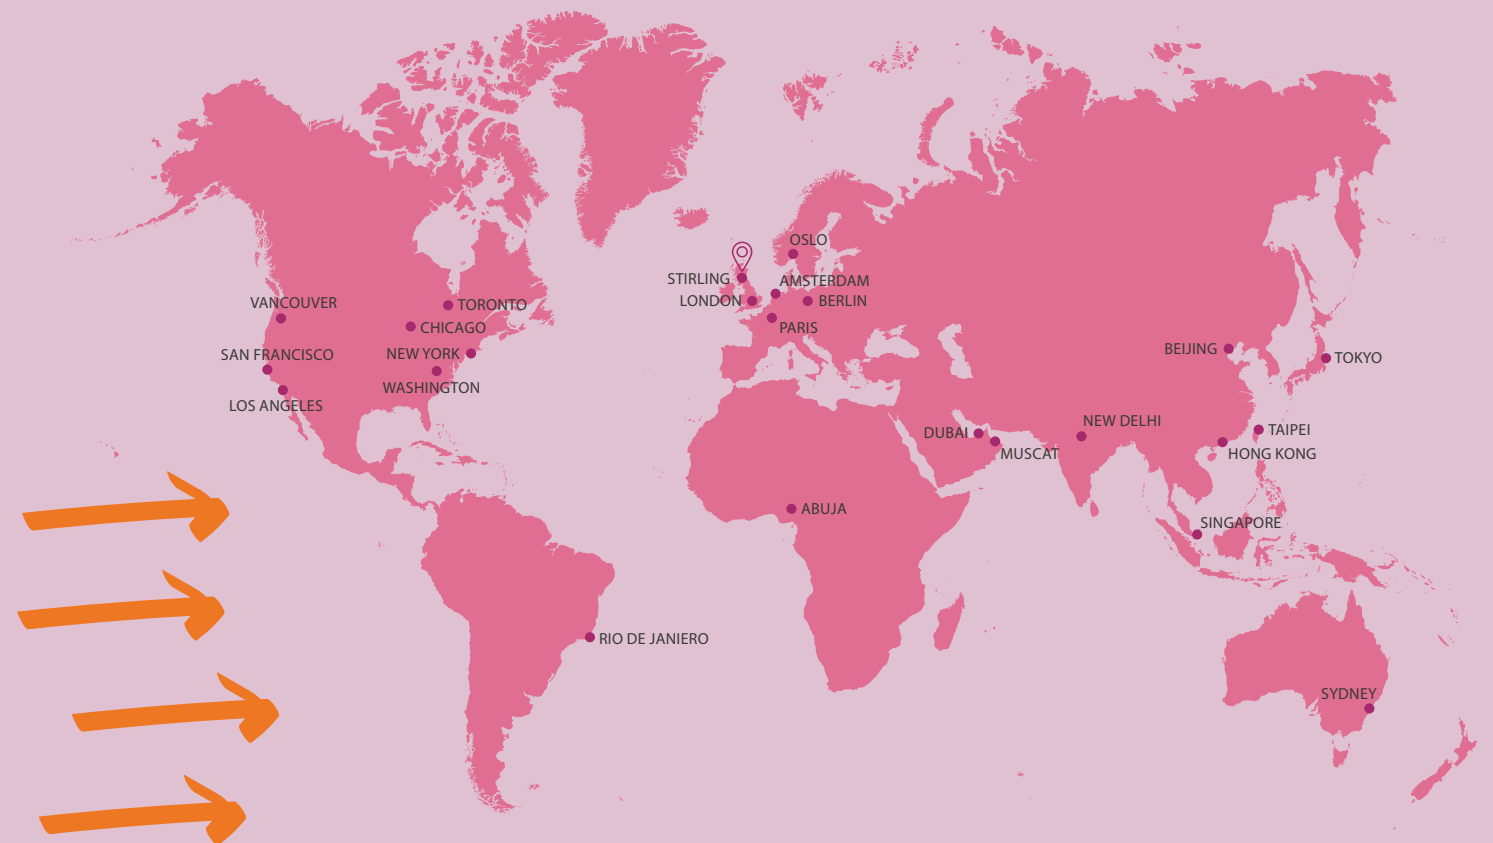 OSLO
STIRLING
AMSTERDAM
LONDON
BERLIN
VANCOUVER
TORONTO
CHICAGO
PARIS
SAN FRANCISCO
NEW YORK
BEIJING
TOKYO
WASHINGTON
LOS ANGELES
NEW DELHI
DUBAI
TAIPEI
MUSCAT
HONG KONG
ABUJA
SINGAPORE
RIO DE JANIERO
SYDNEY